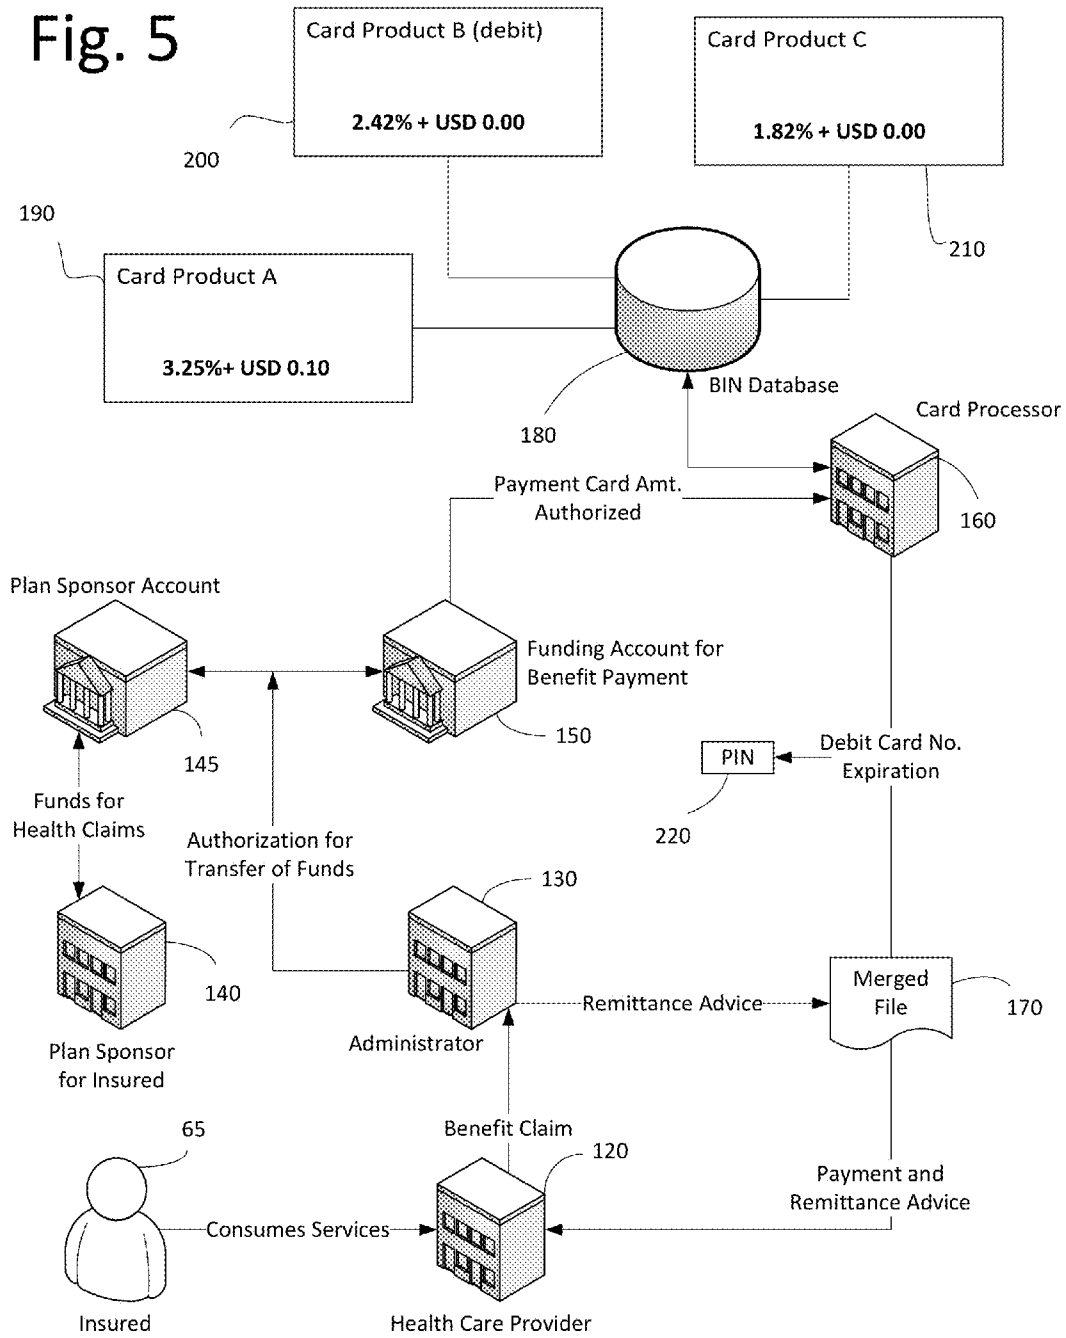 Fig. 5
Card Product B (debit)
2.42% + USD 0.00
Card Product C
1.82% + USD 0.00
200
190
210
Card Product A
3.25%+ USD 0.10
BIN Database
180
Card Processor
Payment Card Amt.
Authorized
160
Plan Sponsor Account
Funding Account for
Benefit Payment
150
145
PIN
Debit Card No.
Expiration
220
Funds for
Health Claims
Authorization for
Transfer of Funds
130
140
Remittance Advice
Merged
File
170
Administrator
Plan Sponsor
for Insured
65
Benefit Claim
120
Payment and
Remittance Advice
Consumes Services
Insured
Health Care Provider